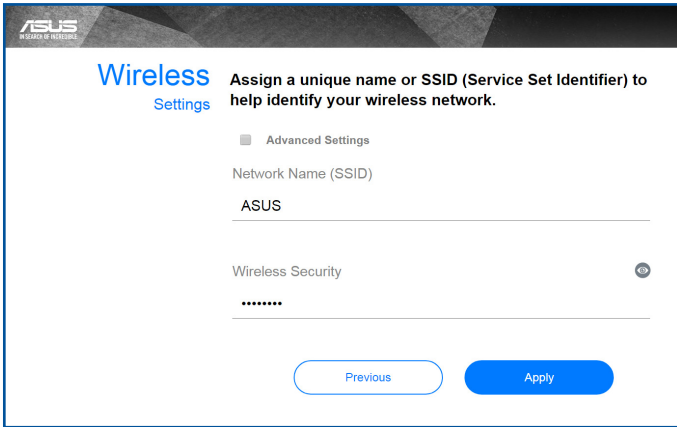 ASUS
IN SEARCH OF INCREDIBLE
Wireless
Settings
Assign a unique name or SSID (Service Set Identifier) to
help identify your wireless network.
Advanced Settings
Network Name (SSID)
ASUS
Wireless Security
••••••••
Previous
Apply